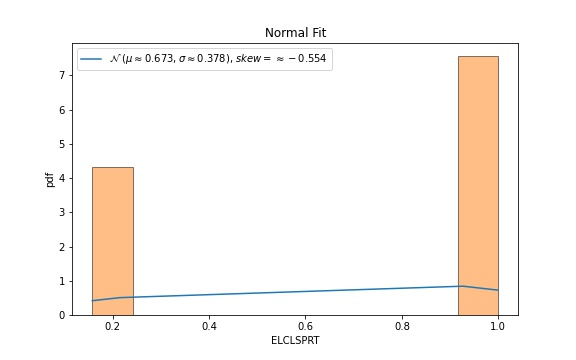 Normal Fit
𝒩(μ ≈ 0.673, σ ≈ 0.378), skew = ≈ −0.554
7
6
5
4
3
2
1
0
pdf
0.2 0.4 0.6 0.8 1.0
ELCLSPRT